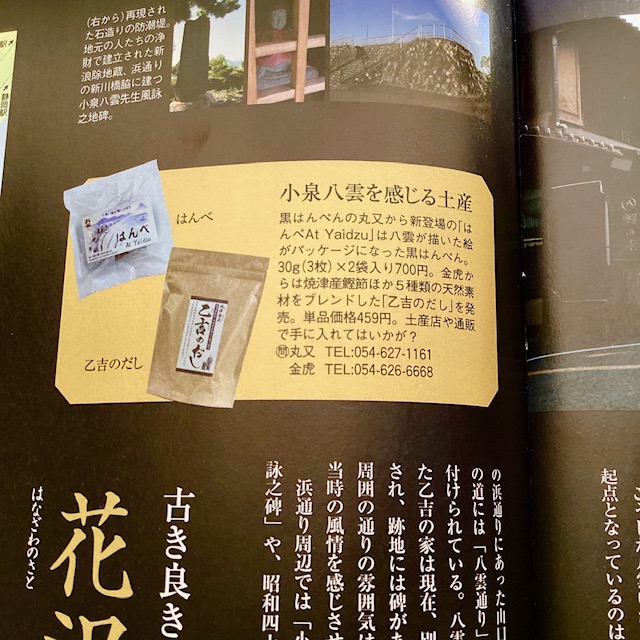 (右から)再現され
た石造りの防潮堤。
地元の人たちの浄
財で建立された新
浪除地蔵、浜通り
の新川橋脇に建つ
小泉八雲先生風詠
之地碑。
静岡駅
小泉八雲を感じる土産
黒はんぺんの丸又から新登場の「は
んべAt Yaidzu」は八雲が描いた絵
がパッケージになった黒はんぺん。
30g(3枚)×2袋入り700円。金虎か
らは焼津産鰹節ほか5種類の天然素
材をブレンドした「乙吉のだし」を発
売。単品価格459円。土産店や通販
で手に入れてはいかが?
問丸又 TEL:054-627-1161
金虎 TEL:054-626-6668
はんべ
はんべ
At Yaidzu
乙吉のだし
乙吉のだし
の浜通りにあった山口
の道には「八雲通り」
付けられている。八雲
た乙吉の家は現在、明
され、跡地には碑があ
周囲の通りの雰囲気は
当時の風情を感じさせ
浜通り周辺では「小
詠之碑」や、昭和四十
古き良き
花沢
はなざわのさと
起点となっているのは